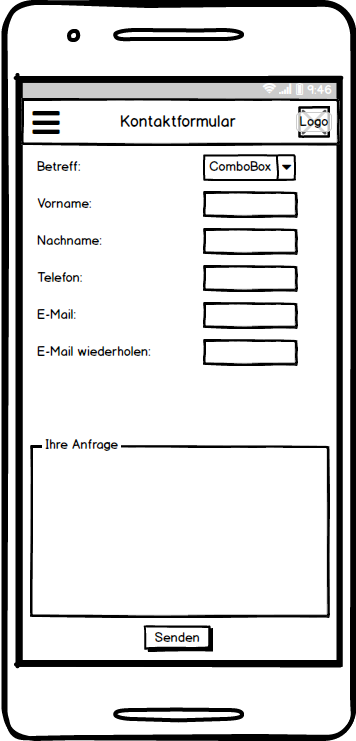 9:46
Kontaktformular
Logo
Betreff: ComboBox
Vorname:
Nachname:
Telefon:
E-Mail:
E-Mail wiederholen:
Ihre Anfrage
Senden